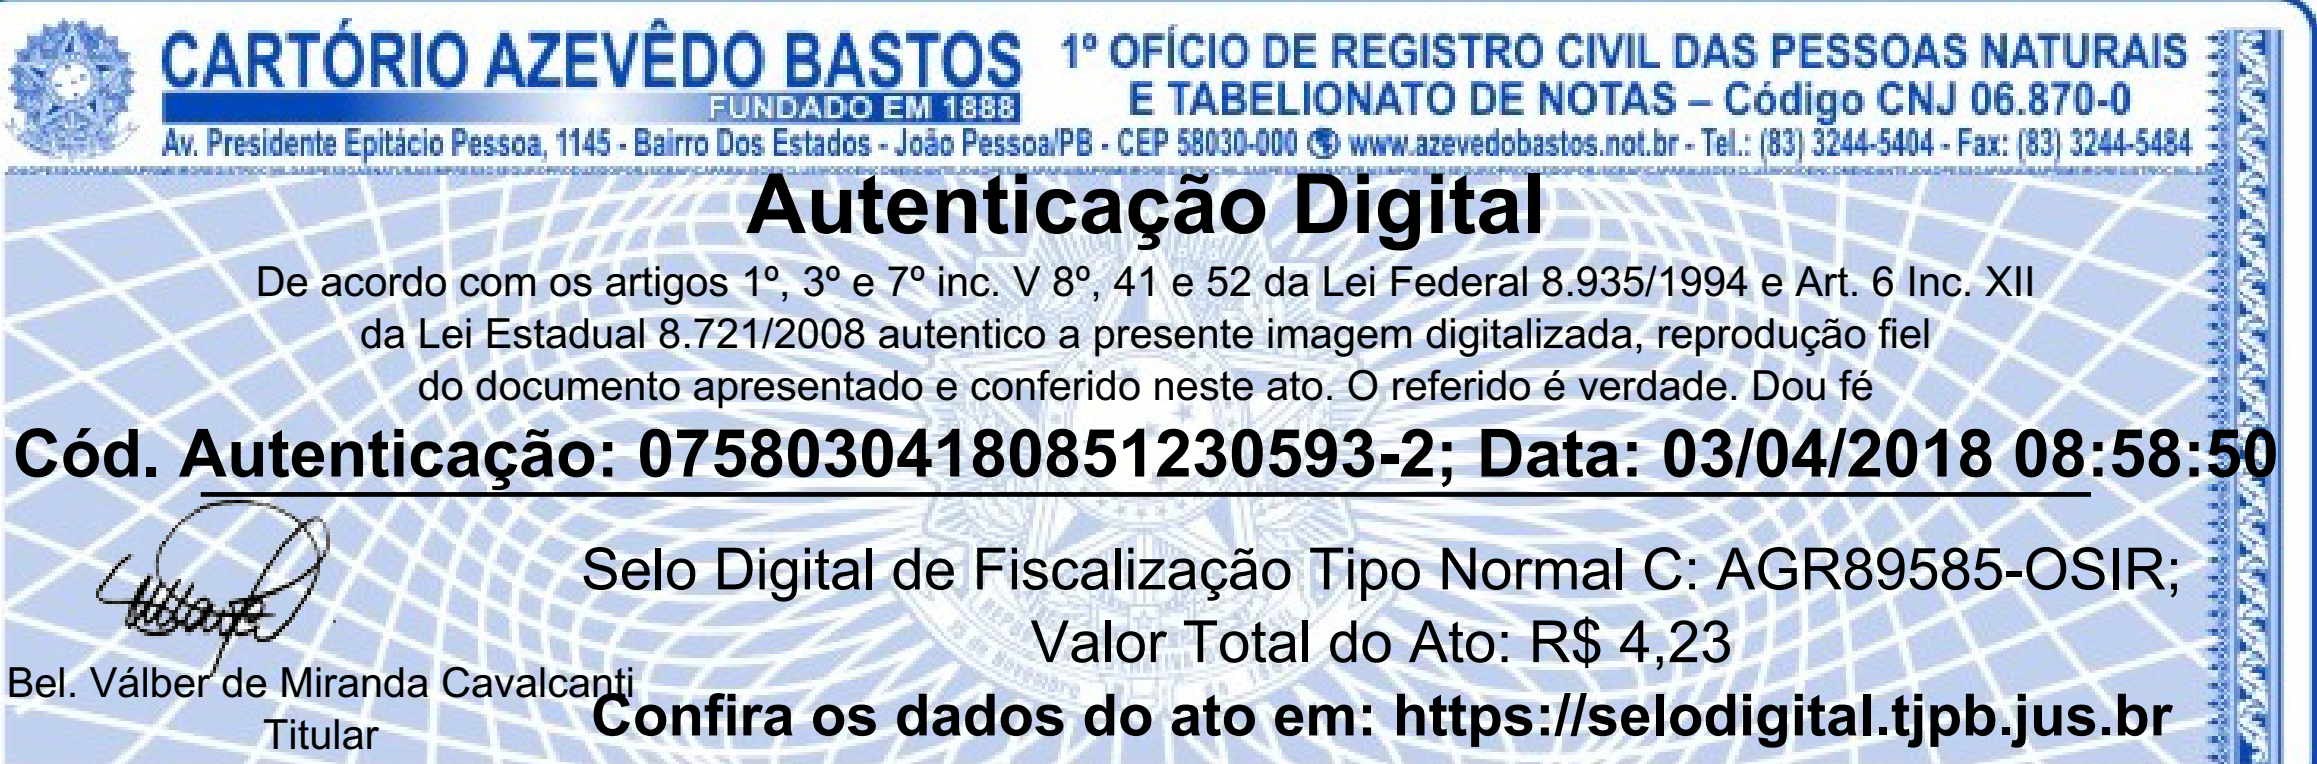 CARTÓRIO AZEVÊDO BASTOS
FUNDADO EM 1888
1º OFÍCIO DE REGISTRO CIVIL DAS PESSOAS NATURAIS
E TABELIONATO DE NOTAS – Código CNJ 06.870-0
Av. Presidente Epitácio Pessoa, 1145 - Bairro Dos Estados - João Pessoa/PB - CEP 58030-000 www.azevedobastos.not.br - Tel.: (83) 3244-5404 - Fax: (83) 3244-5484
Autenticação Digital
De acordo com os artigos 1º, 3º e 7º inc. V 8º, 41 e 52 da Lei Federal 8.935/1994 e Art. 6 Inc. XII
da Lei Estadual 8.721/2008 autentico a presente imagem digitalizada, reprodução fiel
do documento apresentado e conferido neste ato. O referido é verdade. Dou fé
Cód. Autenticação: 07580304180851230593-2; Data: 03/04/2018 08:58:50
Selo Digital de Fiscalização Tipo Normal C: AGR89585-OSIR;
Valor Total do Ato: R$ 4,23
Bel. Válber de Miranda Cavalcanti
Titular
Confira os dados do ato em: https://selodigital.tjpb.jus.br